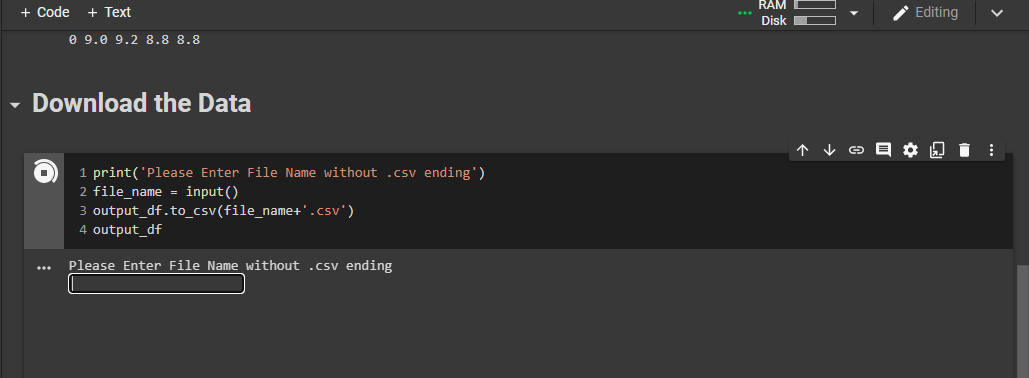 + Code + Text
RAM
Disk
Editing
0 9.0 9.2 8.8 8.8
Download the Data
1 print('Please Enter File Name without .csv ending')
2 file_name = input()
3 output_df.to_csv(file_name+'.csv')
4 output_df
Please Enter File Name without .csv ending